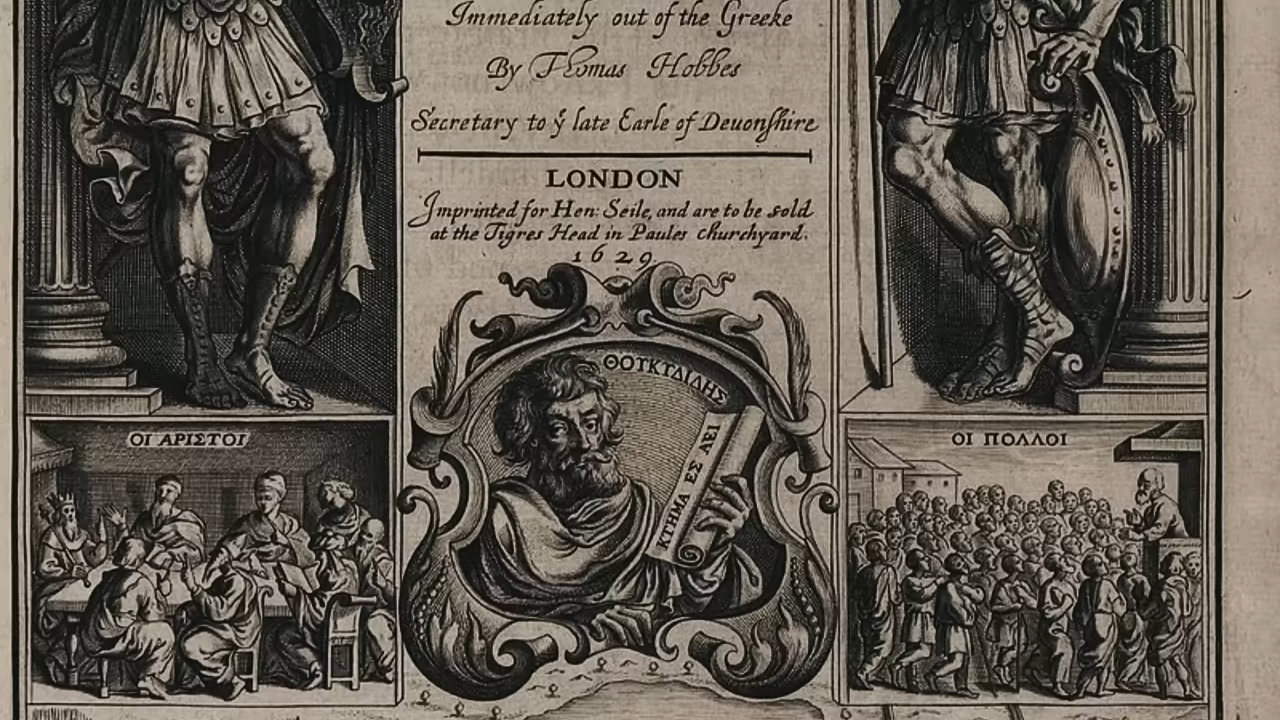 Immediately out of the Greeke
By Thomas Hobbes
Secretary to ẏ late Earle of Deuonſhire
LONDON
Imprinted for Hen: Seile, and are to be sold
at the Tigres Head in Paules churchyard.
1629
ΘΟΥΚΥΔΙΔΗΣ
ΚΤΗΜΑ ΕΣ ΑΕΙ
ΟΙ ΑΡΙΣΤΟΙ
ΟΙ ΠΟΛΛΟΙ